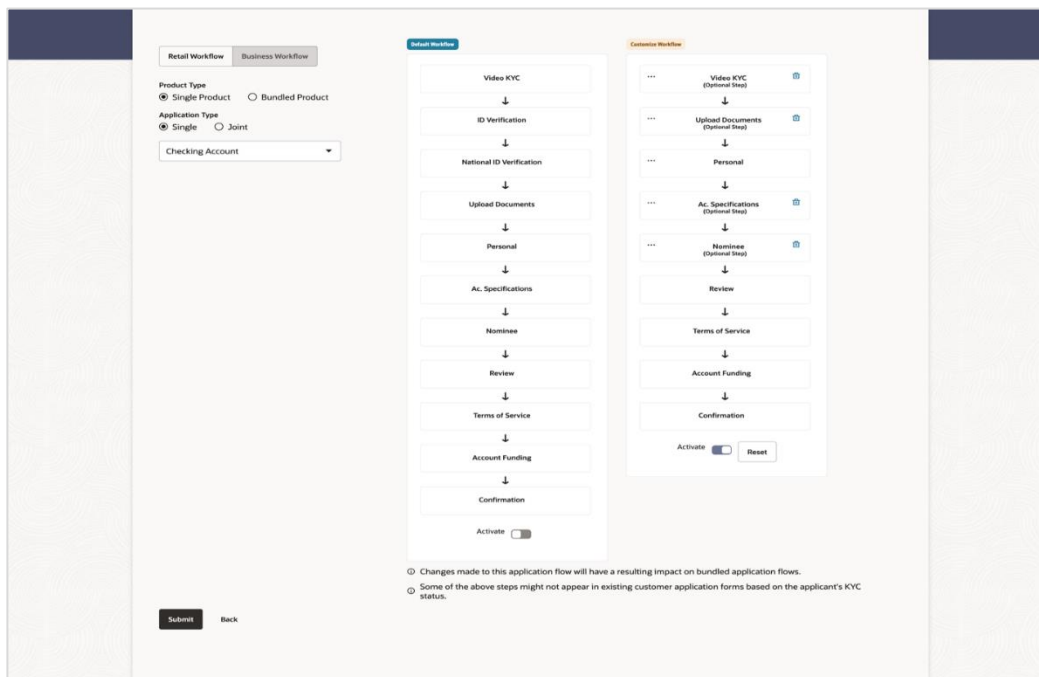 Retail Workflow
Business Workflow
Product Type
Single Product
Bundled Product
Application Type
Single
Joint
Checking Account
Default Workflow
Video KYC
ID Verification
National ID Verification
Upload Documents
Personal
Ac. Specifications
Nominee
Review
Terms of Service
Account Funding
Confirmation
Activate
Customise Workflow
Video KYC
(Optional Step)
Upload Documents
(Optional Step)
Personal
Ac. Specifications
(Optional Step)
Nominee
(Optional Step)
Review
Terms of Service
Account Funding
Confirmation
Activate
Reset
Changes made to this application flow will have a resulting impact on bundled application flows.
Some of the above steps might not appear in existing customer application forms based on the applicant's KYC
status.
Submit
Back